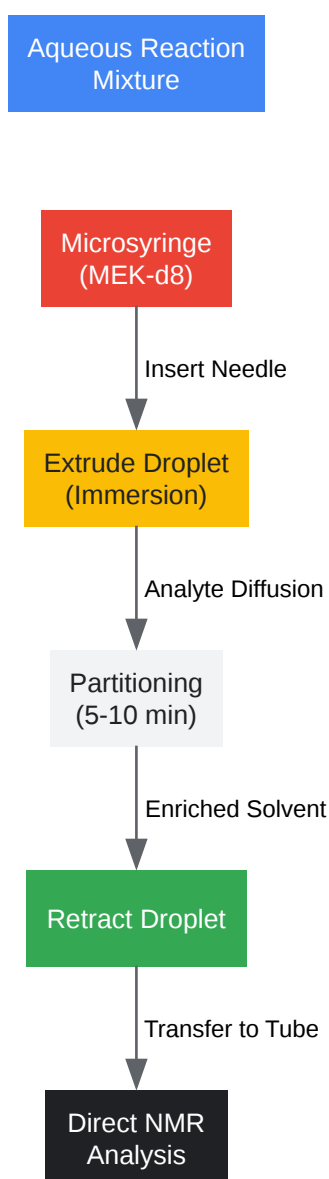 Aqueous Reaction
Mixture
Microsyringe
(MEK-d8)
Insert Needle
Extrude Droplet
(Immersion)
Analyte Diffusion
Partitioning
(5-10 min)
Enriched Solvent
Retract Droplet
Transfer to Tube
Direct NMR
Analysis